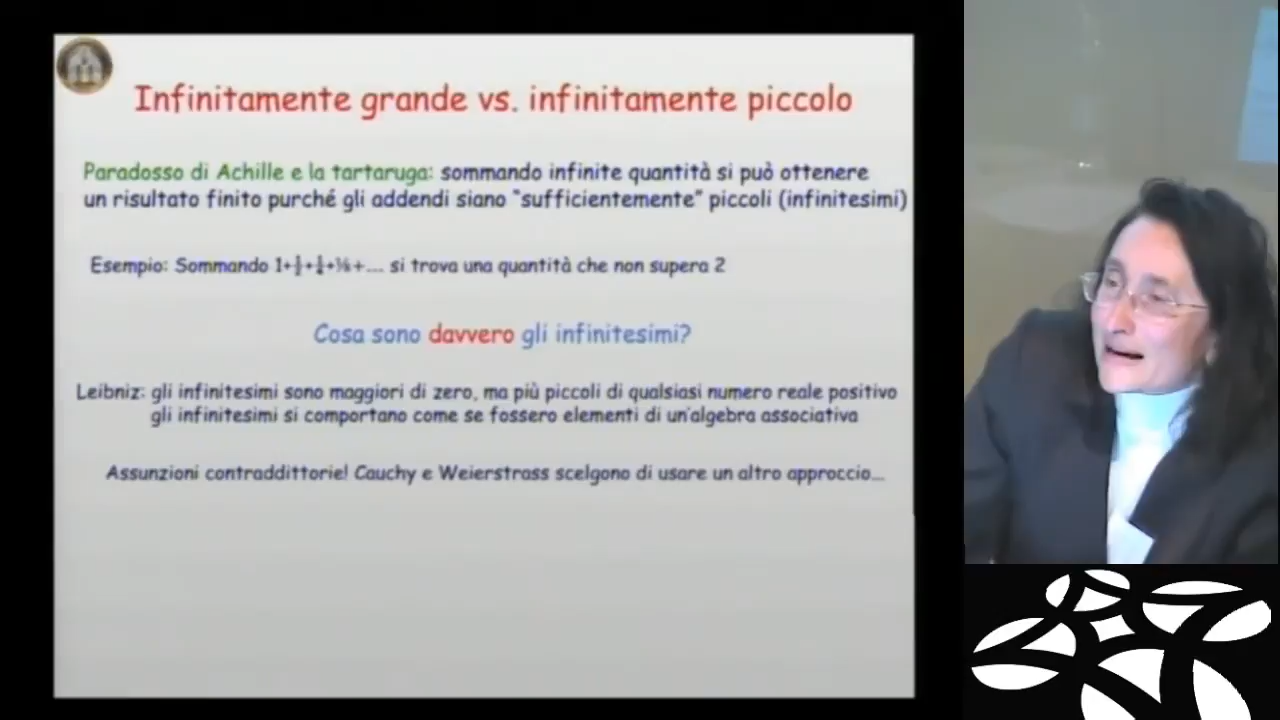 Infinitamente grande vs. infinitamente piccolo
Paradosso di Achille e la tartaruga: sommando infinite quantità si può ottenere
un risultato finito purché gli addendi siano "sufficientemente" piccoli (infinitesimi)
Esempio: Sommando 1+½+¼+⅛+... si trova una quantità che non supera 2
Cosa sono davvero gli infinitesimi?
Leibniz: gli infinitesimi sono maggiori di zero, ma più piccoli di qualsiasi numero reale positivo
gli infinitesimi si comportano come se fossero elementi di un'algebra associativa
Assunzioni contraddittorie! Cauchy e Weierstrass scelgono di usare un altro approccio...